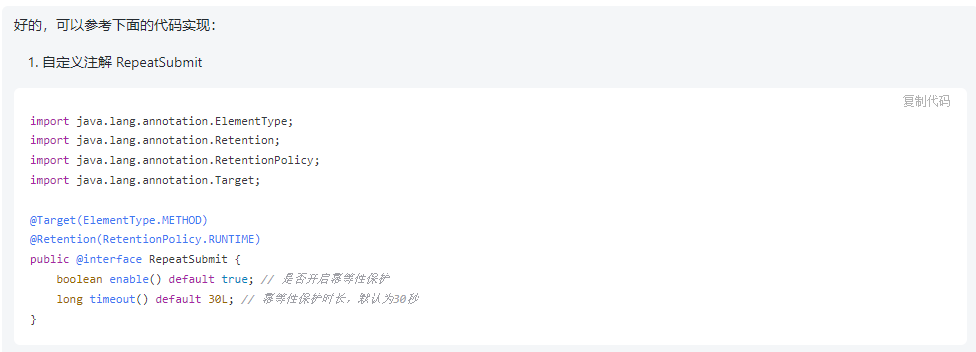 好的，可以参考下面的代码实现：
1. 自定义注解 RepeatSubmit
复制代码
import java.lang.annotation.ElementType;
import java.lang.annotation.Retention;
import java.lang.annotation.RetentionPolicy;
import java.lang.annotation.Target;
@Target(ElementType.METHOD)
@Retention(RetentionPolicy.RUNTIME)
public @interface RepeatSubmit {
    boolean enable() default true; // 是否开启幂等性保护
    long timeout() default 30L; // 幂等性保护时长，默认为30秒
}